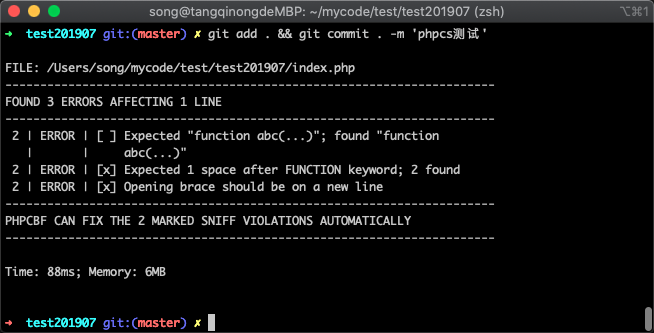 song@tangqinongdeMBP: ~/mycode/test/test201907 (zsh) ⌥⌘1
➜ test201907 git:(master) ✗ git add . && git commit . -m 'phpcs测试'
FILE: /Users/song/mycode/test/test201907/index.php
----------------------------------------------------------------------
FOUND 3 ERRORS AFFECTING 1 LINE
----------------------------------------------------------------------
 2 | ERROR | [ ] Expected "function abc(...)"; found "function
   |       |     abc(...)"
 2 | ERROR | [x] Expected 1 space after FUNCTION keyword; 2 found
 2 | ERROR | [x] Opening brace should be on a new line
----------------------------------------------------------------------
PHPCBF CAN FIX THE 2 MARKED SNIFF VIOLATIONS AUTOMATICALLY
----------------------------------------------------------------------
Time: 88ms; Memory: 6MB
➜ test201907 git:(master) ✗